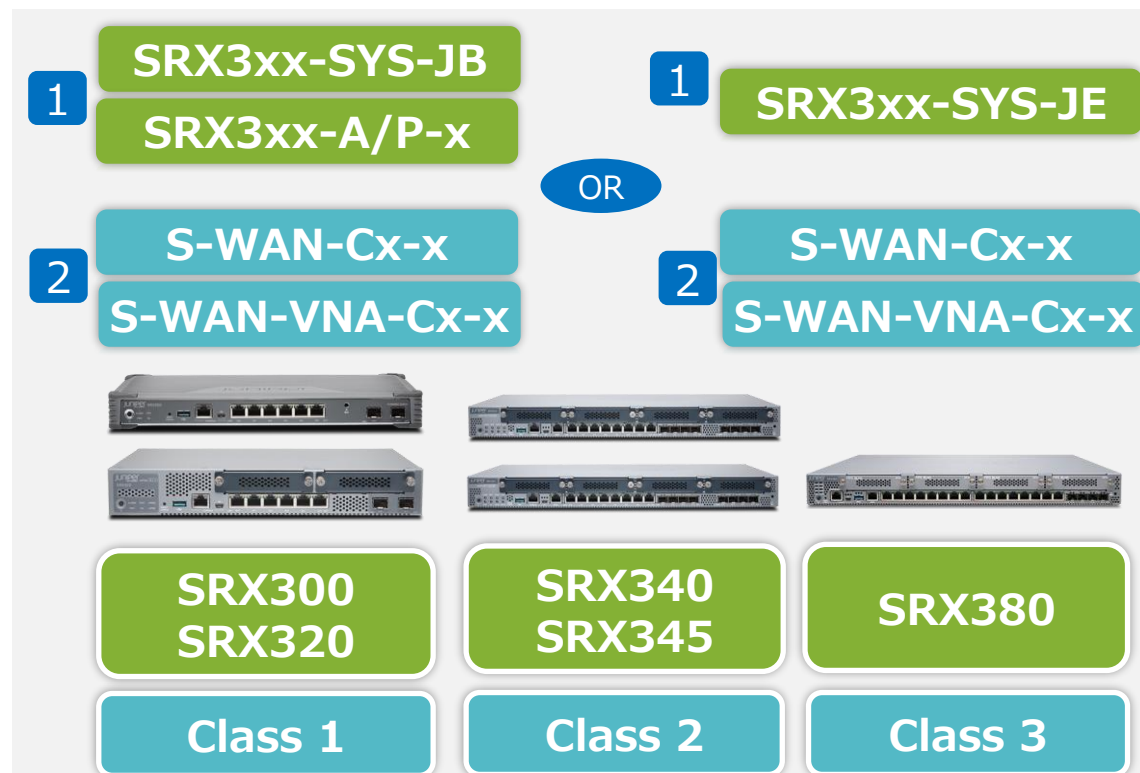 1
SRX3xx-SYS-JB
SRX3xx-A/P-x
1
SRX3xx-SYS-JE
OR
2
S-WAN-Cx-x
S-WAN-VNA-Cx-x
2
S-WAN-Cx-x
S-WAN-VNA-Cx-x
SRX300
SRX320
SRX340
SRX345
SRX380
Class 1
Class 2
Class 3